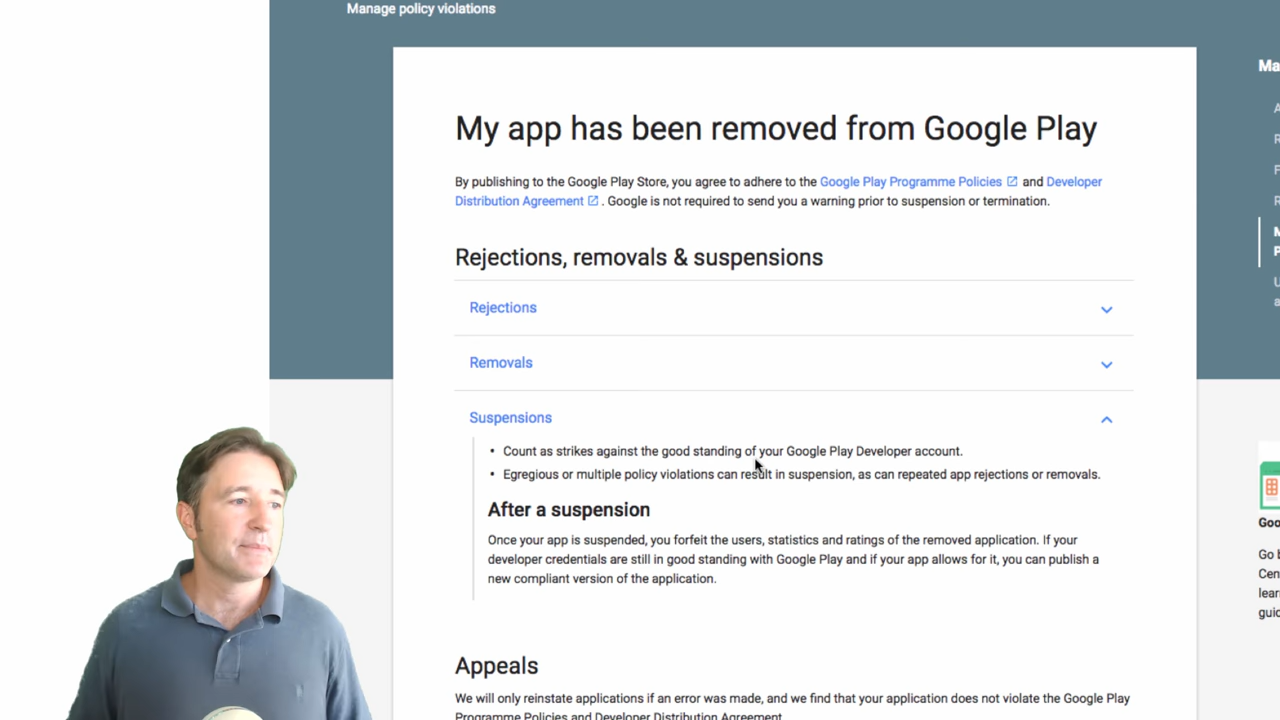 Manage policy violations
My app has been removed from Google Play
By publishing to the Google Play Store, you agree to adhere to the Google Play Programme Policies and Developer
Distribution Agreement . Google is not required to send you a warning prior to suspension or termination.
Rejections, removals & suspensions
Rejections
Removals
Suspensions
• Count as strikes against the good standing of your Google Play Developer account.
• Egregious or multiple policy violations can result in suspension, as can repeated app rejections or removals.
After a suspension
Once your app is suspended, you forfeit the users, statistics and ratings of the removed application. If your
developer credentials are still in good standing with Google Play and if your app allows for it, you can publish a
new compliant version of the application.
Appeals
We will only reinstate applications if an error was made, and we find that your application does not violate the Google Play
Programme Policies and Developer Distribution Agreement